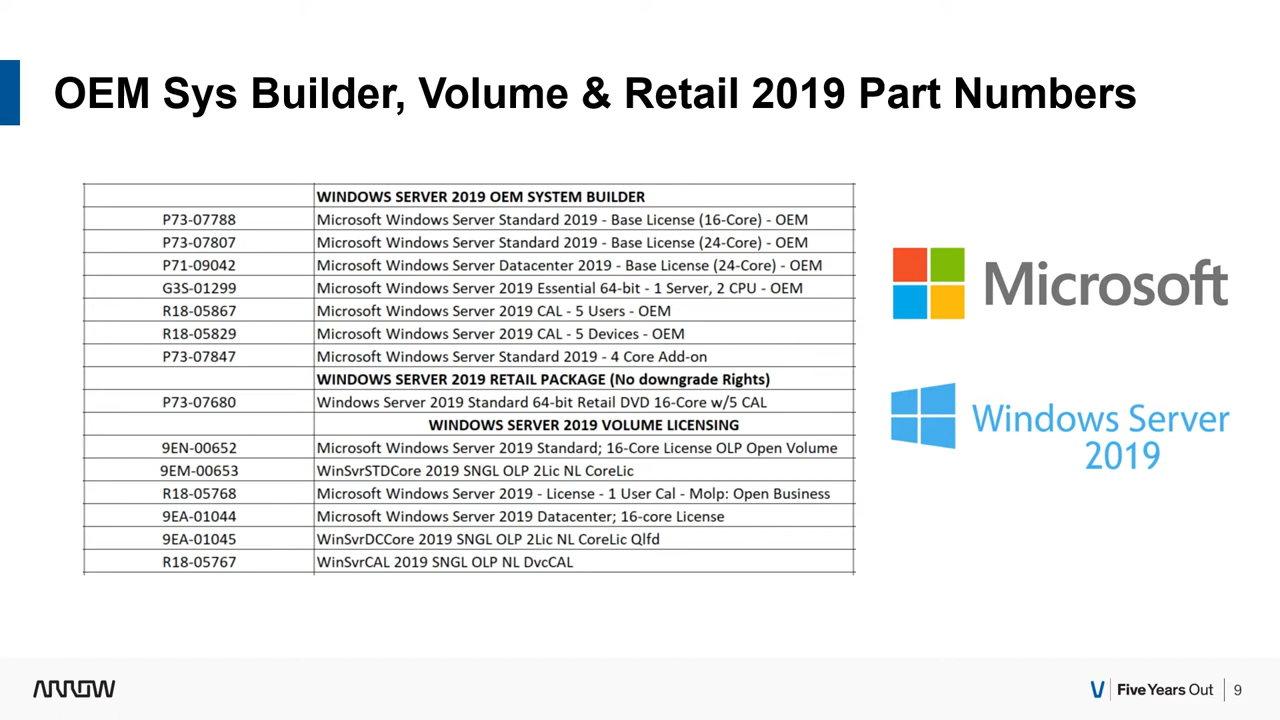 OEM Sys Builder, Volume & Retail 2019 Part Numbers
WINDOWS SERVER 2019 OEM SYSTEM BUILDER
P73-07788 Microsoft Windows Server Standard 2019 - Base License (16-Core) - OEM
P73-07807 Microsoft Windows Server Standard 2019 - Base License (24-Core) - OEM
P71-09042 Microsoft Windows Server Datacenter 2019 - Base License (24-Core) - OEM
G3S-01299 Microsoft Windows Server 2019 Essential 64-bit - 1 Server, 2 CPU - OEM
R18-05867 Microsoft Windows Server 2019 CAL - 5 Users - OEM
R18-05829 Microsoft Windows Server 2019 CAL - 5 Devices - OEM
P73-07847 Microsoft Windows Server Standard 2019 - 4 Core Add-on
WINDOWS SERVER 2019 RETAIL PACKAGE (No downgrade Rights)
P73-07680 Windows Server 2019 Standard 64-bit Retail DVD 16-Core w/5 CAL
WINDOWS SERVER 2019 VOLUME LICENSING
9EN-00652 Microsoft Windows Server 2019 Standard; 16-Core License OLP Open Volume
9EM-00653 WinSvrSTDCore 2019 SNGL OLP 2Lic NL CoreLic
R18-05768 Microsoft Windows Server 2019 - License - 1 User Cal - Molp: Open Business
9EA-01044 Microsoft Windows Server 2019 Datacenter; 16-core License
9EA-01045 WinSvrDCCore 2019 SNGL OLP 2Lic NL CoreLic Qlfd
R18-05767 WinSvrCAL 2019 SNGL OLP NL DvcCAL
Microsoft
Windows Server
2019
ARROW
Five Years Out
9